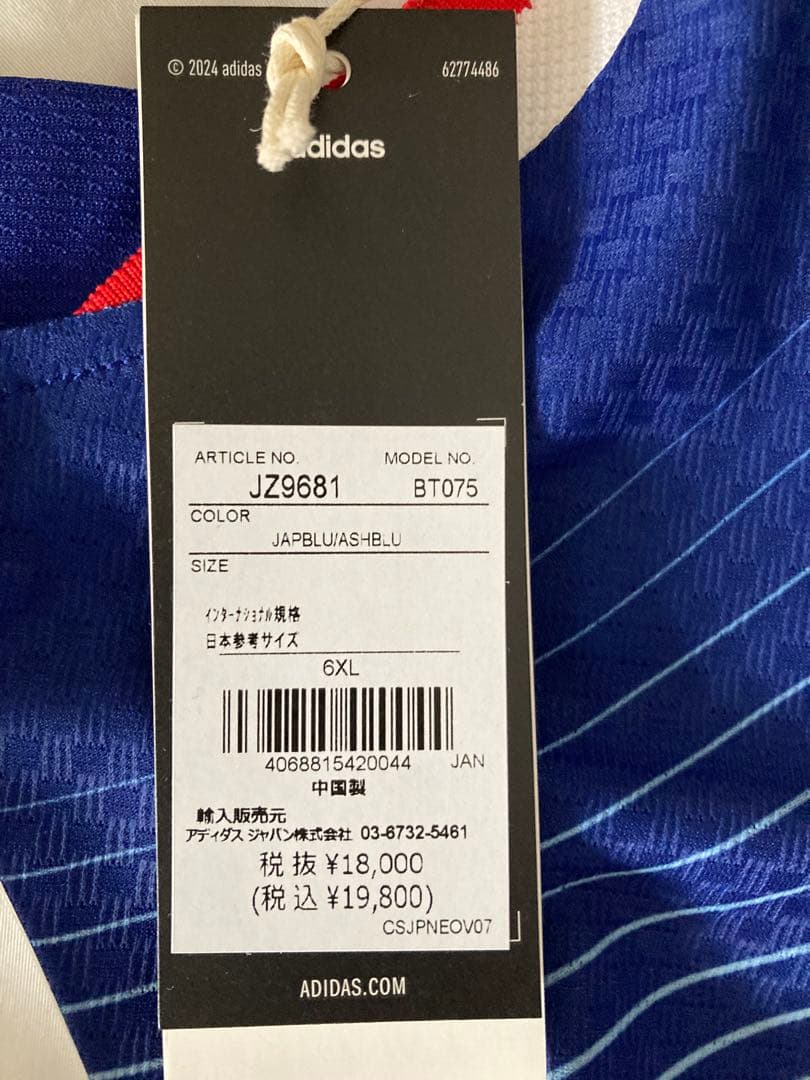 © 2024 adidas
62774486
adidas
ARTICLE NO. MODEL NO.
JZ9681 BT075
COLOR
JAPBLU/ASHBLU
SIZE
インターナショナル規格
日本参考サイズ
6XL
4068815420044 JAN
中国製
輸入販売元
アディダス ジャパン株式会社 03-6732-5461
税抜 ¥18,000
(税込 ¥19,800)
CSJPNEOV07
ADIDAS.COM